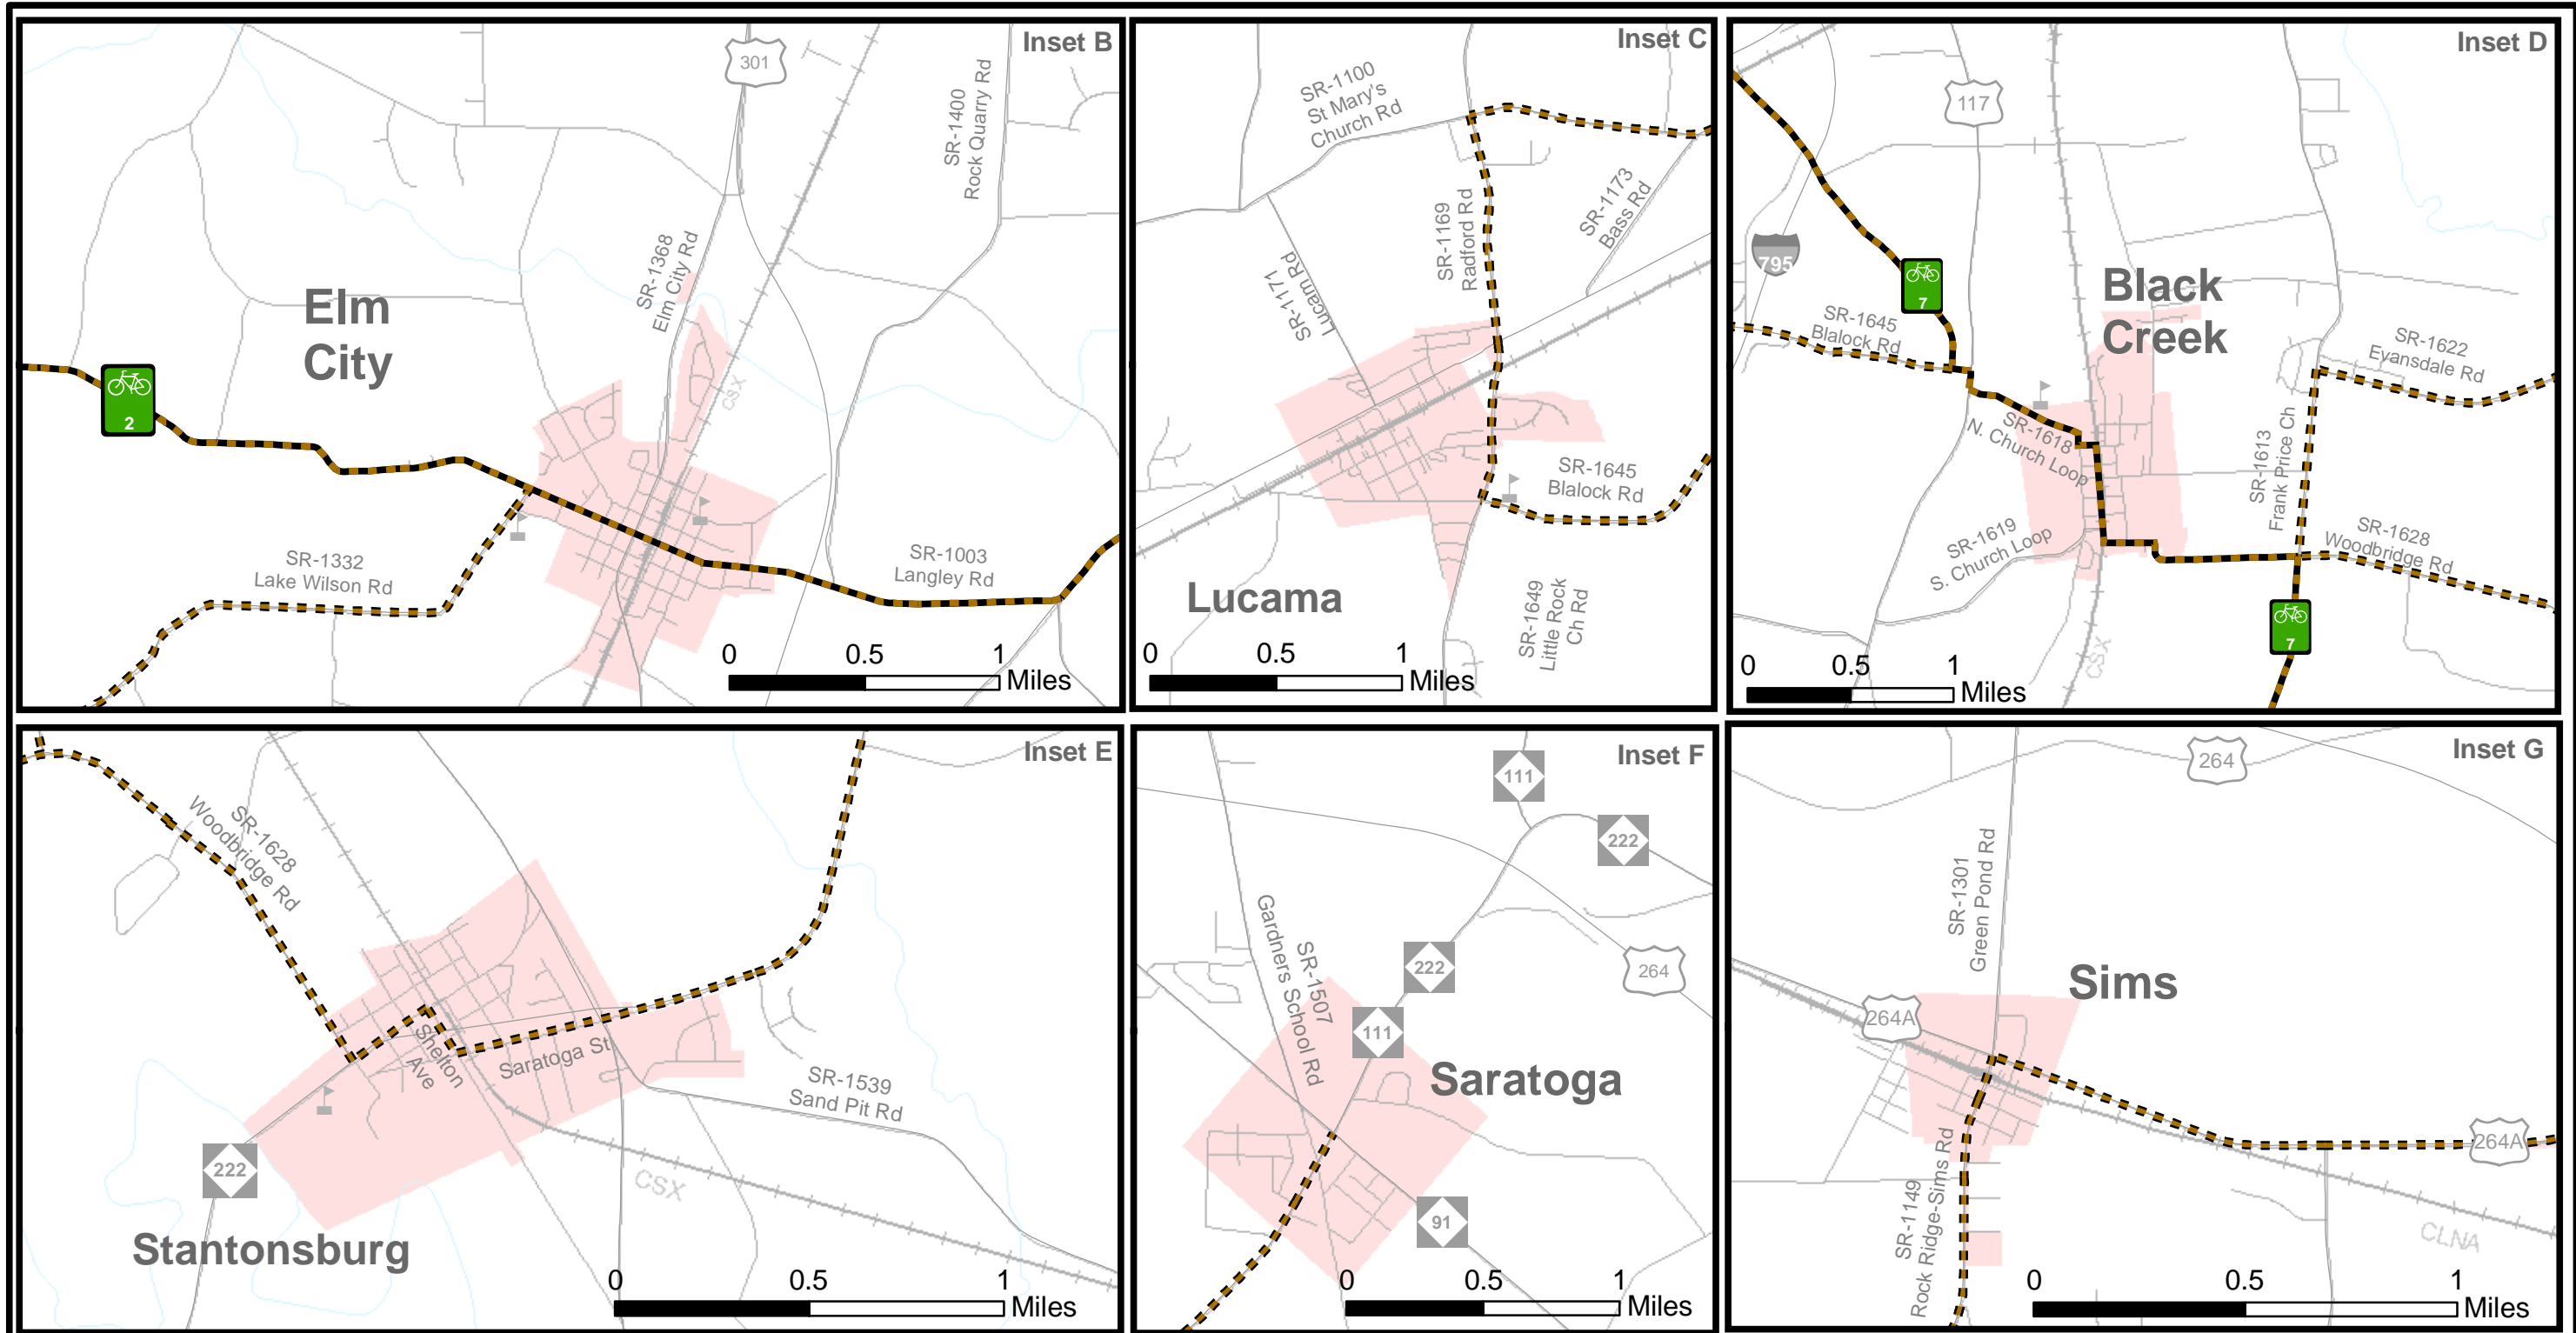 Inset B
301
SR-1400
Rock Quarry Rd
SR-1368
Elm City Rd
Elm
City
CSX
2
SR-1332
Lake Wilson Rd
SR-1003
Langley Rd
0 0.5 1
Miles
Inset C
SR-1100
St Mary's
Church Rd
SR-1169
Radford Rd
SR-1173
Bass Rd
SR-1171
Lucam Rd
SR-1645
Blalock Rd
Lucama
SR-1649
Little Rock
Ch Rd
0 0.5 1
Miles
Inset D
117
795
7
Black
Creek
SR-1645
Blalock Rd
SR-1622
Eyansdale Rd
SR-1618
N. Church Loop
SR-1613
Frank Price Ch
SR-1619
S. Church Loop
SR-1628
Woodbridge Rd
7
CSX
0 0.5 1
Miles
Inset E
SR-1628
Woodbridge Rd
Shelton
Ave
Saratoga St
SR-1539
Sand Pit Rd
222
CSX
Stantonsburg
0 0.5 1
Miles
Inset F
111
222
SR-1507
Gardners School Rd
222
264
111
Saratoga
91
0 0.5 1
Miles
Inset G
264
SR-1301
Green Pond Rd
Sims
264A
264A
SR-1149
Rock Ridge-Sims Rd
CLNA
0 0.5 1
Miles